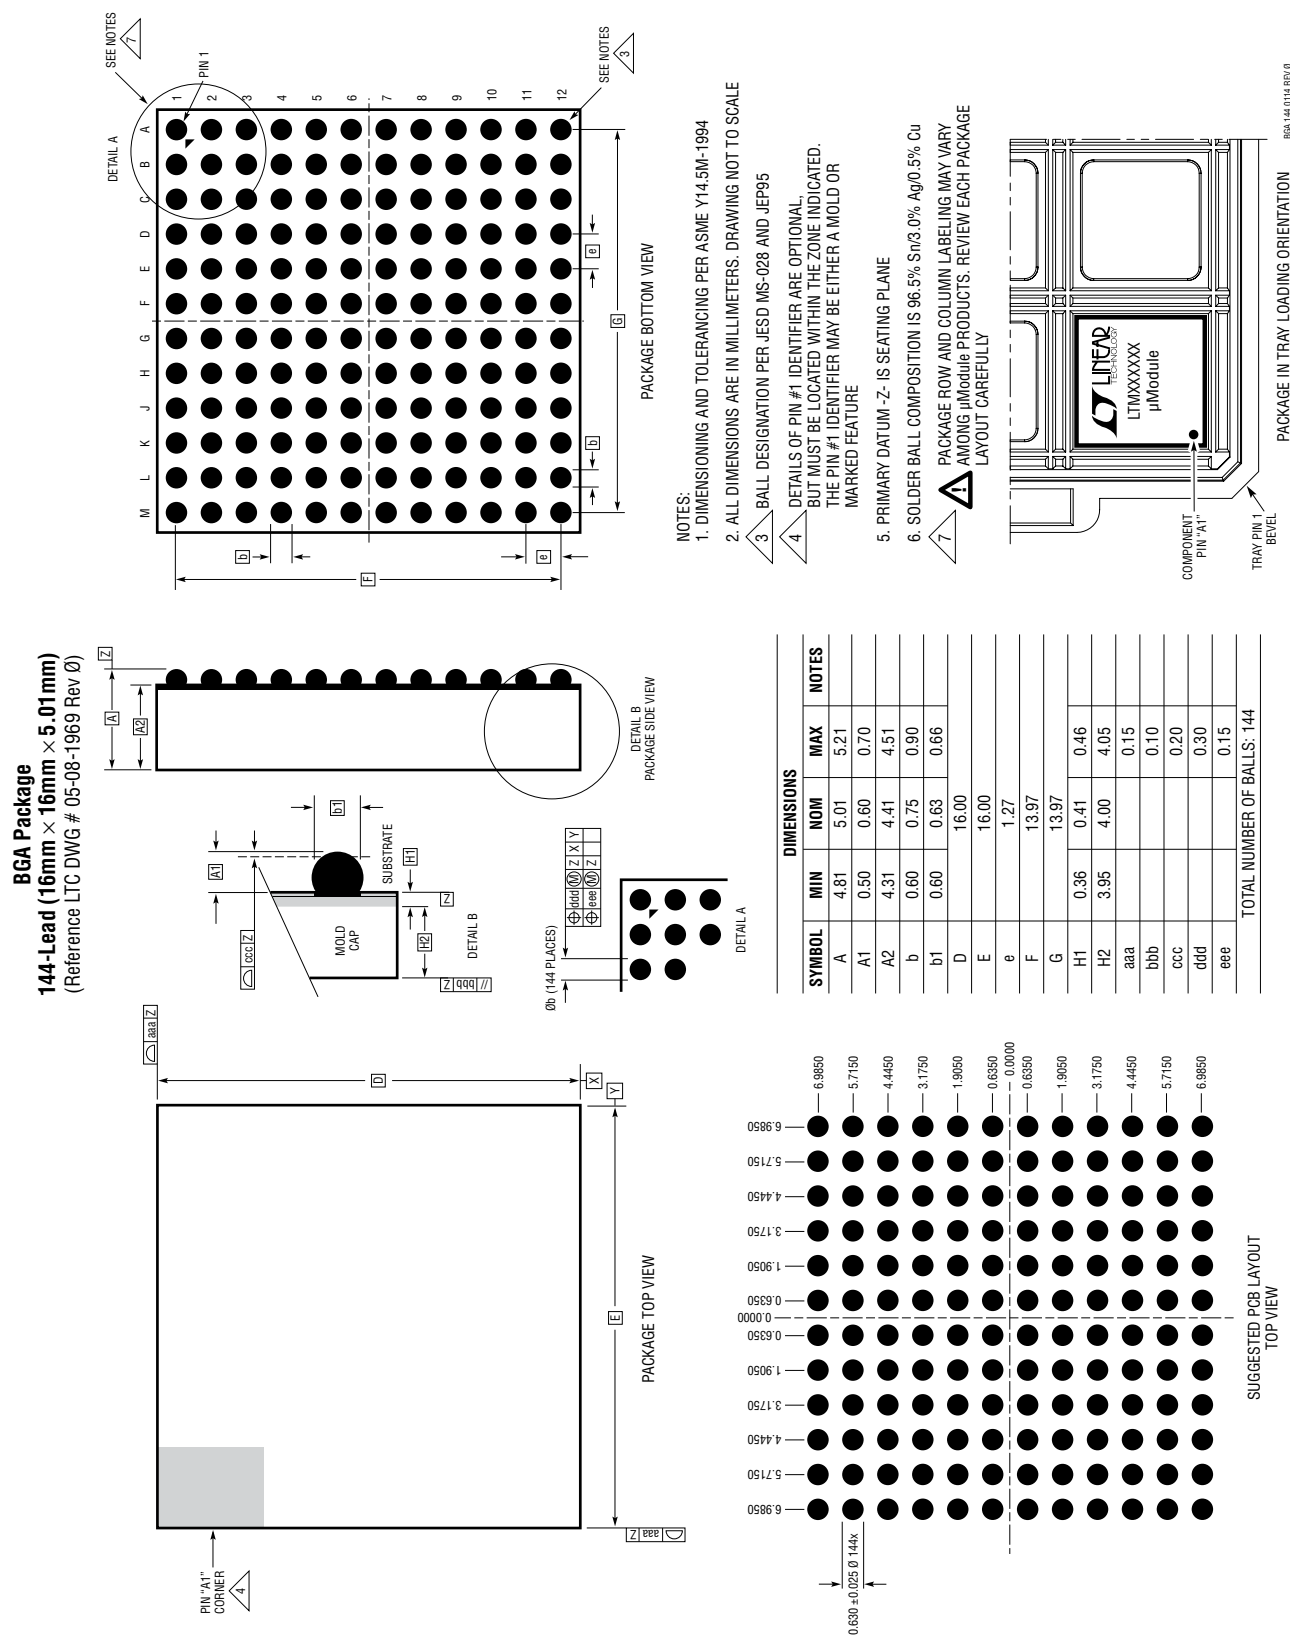 BGA Package
144-Lead (16mm × 16mm × 5.01mm)
(Reference LTC DWG # 05-08-1969 Rev Ø)
aaa Z
D
X
Y
E
PACKAGE TOP VIEW
PIN "A1"
CORNER
4
aaa Z
A
A2
Z
DETAIL B
PACKAGE SIDE VIEW
A1
ccc Z
b1
MOLD
CAP
SUBSTRATE
H1
H2
Z
// bbb Z
DETAIL B
Øb (144 PLACES)
ddd M Z X Y
eee M Z
DETAIL A
SEE NOTES
7
DETAIL A
PIN 1
A B C D E F G H J K L M
1
2
3
4
5
6
7
8
9
10
11
12
SEE NOTES
3
b
F
e
e
b
G
PACKAGE BOTTOM VIEW
6.9850
5.7150
4.4450
3.1750
1.9050
0.6350
0.0000
0.6350
1.9050
3.1750
4.4450
5.7150
6.9850
6.9850
5.7150
4.4450
3.1750
1.9050
0.6350
0.0000
0.6350
1.9050
3.1750
4.4450
5.7150
6.9850
0.630 ±0.025 Ø 144x
SUGGESTED PCB LAYOUT
TOP VIEW
DIMENSIONS
SYMBOL MIN NOM MAX NOTES
A 4.81 5.01 5.21
A1 0.50 0.60 0.70
A2 4.31 4.41 4.51
b 0.60 0.75 0.90
b1 0.60 0.63 0.66
D 16.00
E 16.00
e 1.27
F 13.97
G 13.97
H1 0.36 0.41 0.46
H2 3.95 4.00 4.05
aaa 0.15
bbb 0.10
ccc 0.20
ddd 0.30
eee 0.15
TOTAL NUMBER OF BALLS: 144
NOTES:
1. DIMENSIONING AND TOLERANCING PER ASME Y14.5M-1994
2. ALL DIMENSIONS ARE IN MILLIMETERS. DRAWING NOT TO SCALE
3 BALL DESIGNATION PER JESD MS-028 AND JEP95
4 DETAILS OF PIN #1 IDENTIFIER ARE OPTIONAL,
BUT MUST BE LOCATED WITHIN THE ZONE INDICATED.
THE PIN #1 IDENTIFIER MAY BE EITHER A MOLD OR
MARKED FEATURE
5. PRIMARY DATUM -Z- IS SEATING PLANE
6. SOLDER BALL COMPOSITION IS 96.5% Sn/3.0% Ag/0.5% Cu
7 ! PACKAGE ROW AND COLUMN LABELING MAY VARY
AMONG µModule PRODUCTS. REVIEW EACH PACKAGE
LAYOUT CAREFULLY
LT LINEAR
TECHNOLOGY
LTMXXXXXX
µModule
COMPONENT
PIN "A1"
TRAY PIN 1
BEVEL
PACKAGE IN TRAY LOADING ORIENTATION
BGA 144 0114 REV Ø